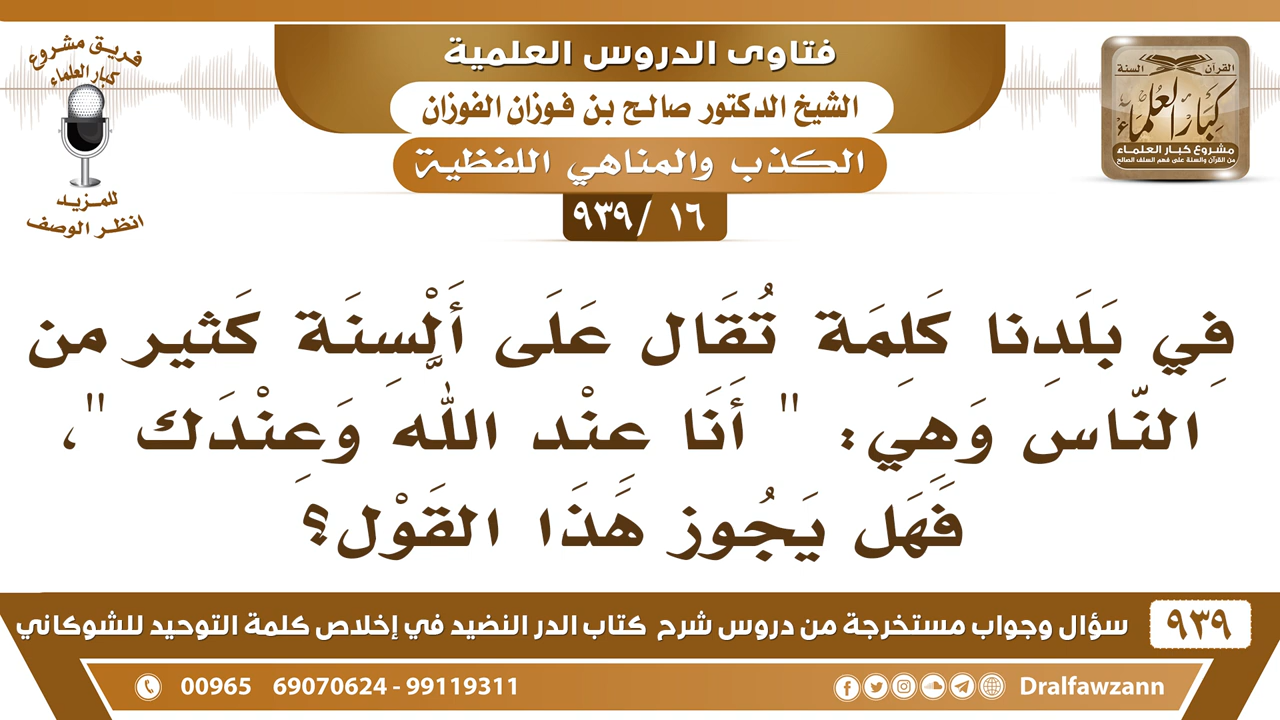 فريق مشروع
كبار العلماء
للمزيد
انظر الوصف
فتاوى الدروس العلمية
الشيخ الدكتور صالح بن فوزان الفوزان
الكذب والمناهي اللفظية
١٦ / ٩٣٩
القرآن السنة
كبار العلماء
مشروع كبار العلماء
من القرآن والسنة على فهم السلف الصالح
فِي بَلَدِنا كَلِمَة تُقَال عَلَى أَلْسِنَة كَثير من
النّاس وَهِي: " أَنَا عنْد اللَّه وَعِنْدَك "،
فَهَل يَجُوز هَذَا القَوْل؟
٩٣٩ سؤال وجواب مستخرجة من دروس شرح كتاب الدر النضيد في إخلاص كلمة التوحيد للشوكاني
00965 69070624 - 99119311
Dralfawzann